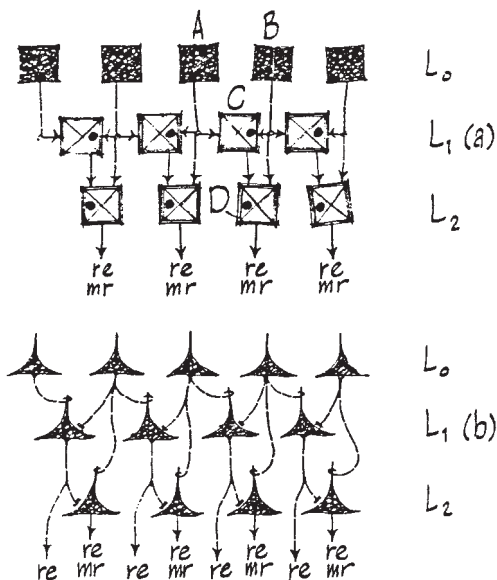 A B
L₀
C
L₁ (a)
D
L₂
re re re re
mr mr mr mr
L₀
L₁ (b)
L₂
re re re re
re mr re mr re mr re mr